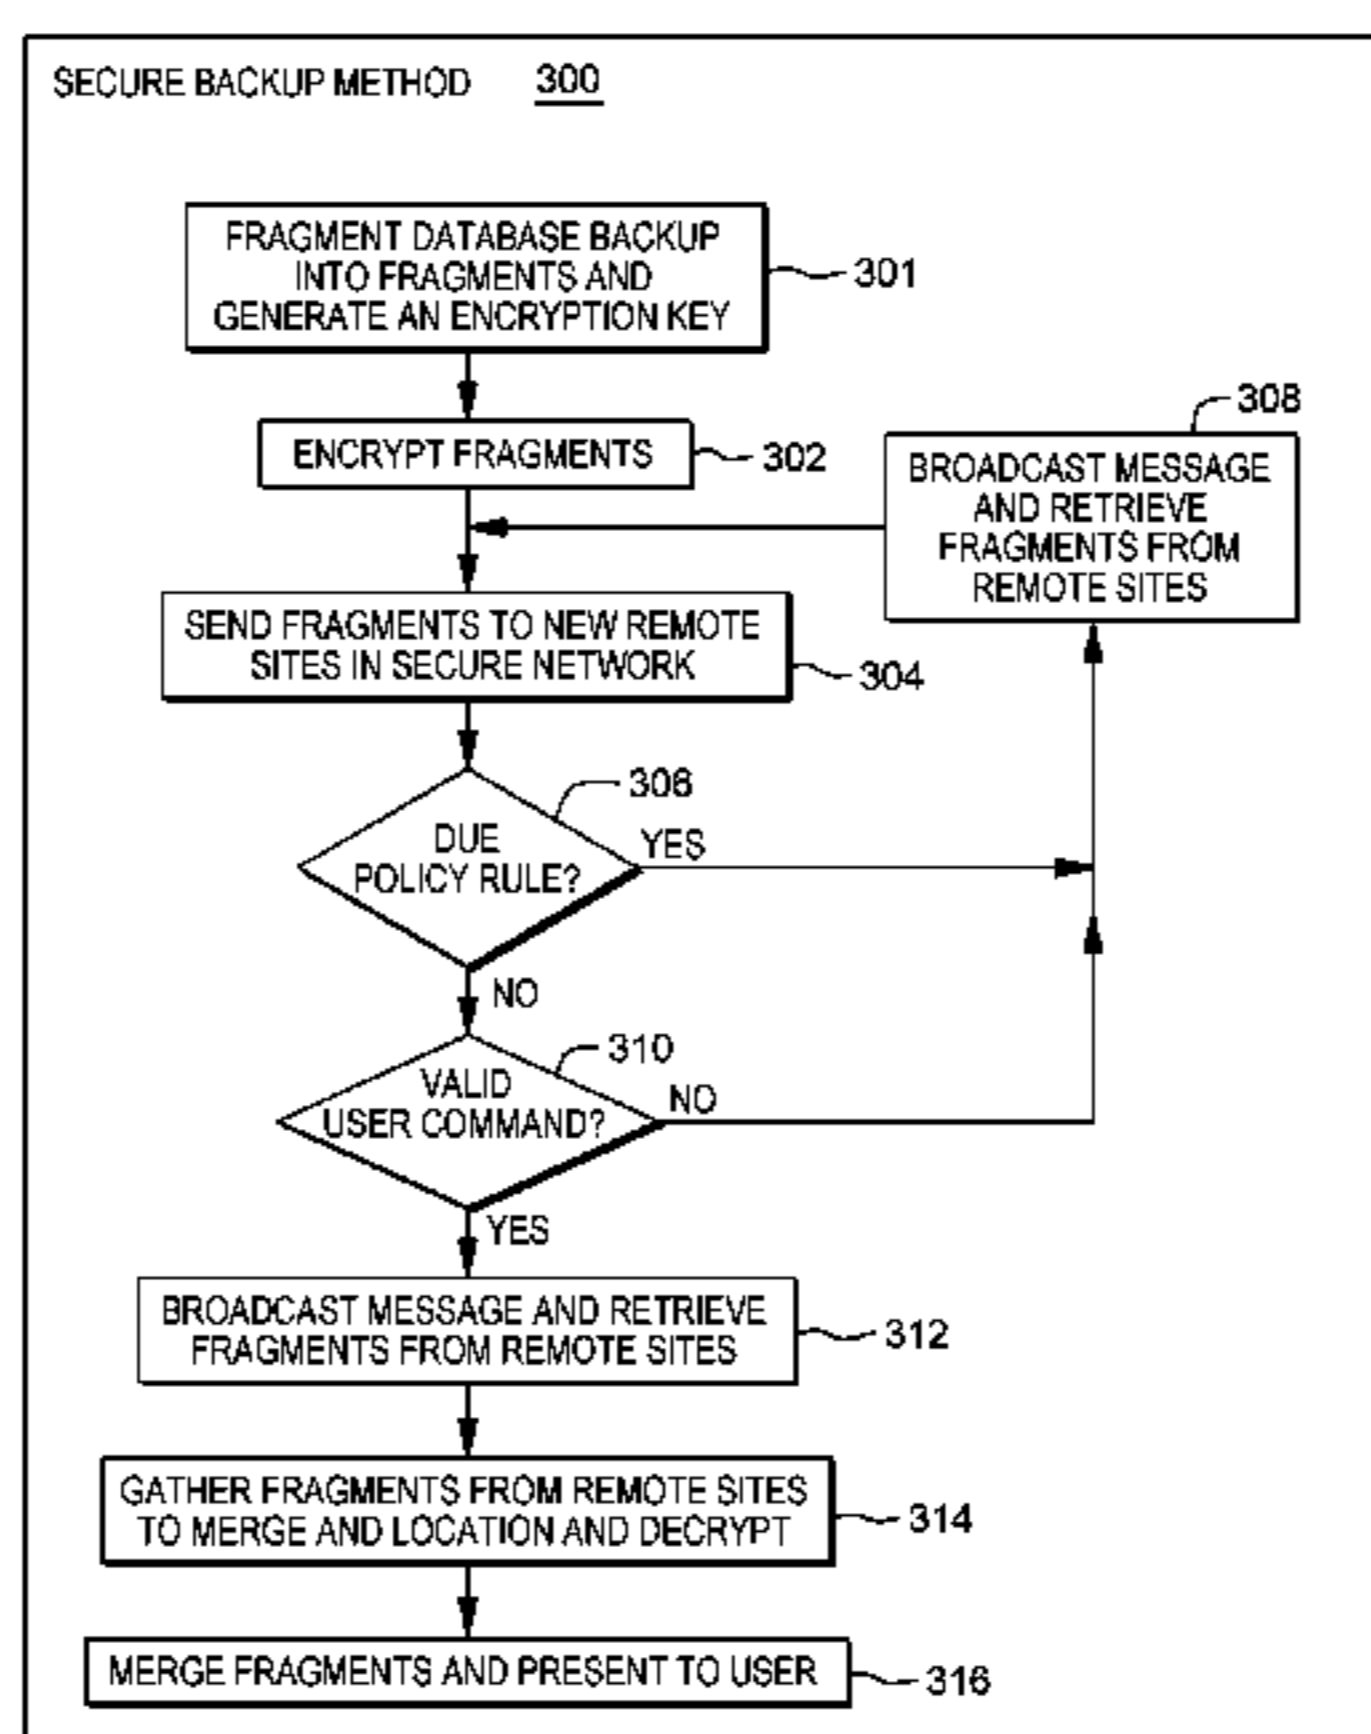 SECURE BACKUP METHOD 300
FRAGMENT DATABASE BACKUP
INTO FRAGMENTS AND
GENERATE AN ENCRYPTION KEY
301
ENCRYPT FRAGMENTS
302
308
BROADCAST MESSAGE
AND RETRIEVE
FRAGMENTS FROM
REMOTE SITES
SEND FRAGMENTS TO NEW REMOTE
SITES IN SECURE NETWORK
304
306
DUE
POLICY RULE?
YES
NO
310
VALID
USER COMMAND?
NO
YES
BROADCAST MESSAGE AND RETRIEVE
FRAGMENTS FROM REMOTE SITES
312
GATHER FRAGMENTS FROM REMOTE SITES
TO MERGE AND LOCATION AND DECRYPT
314
MERGE FRAGMENTS AND PRESENT TO USER
316